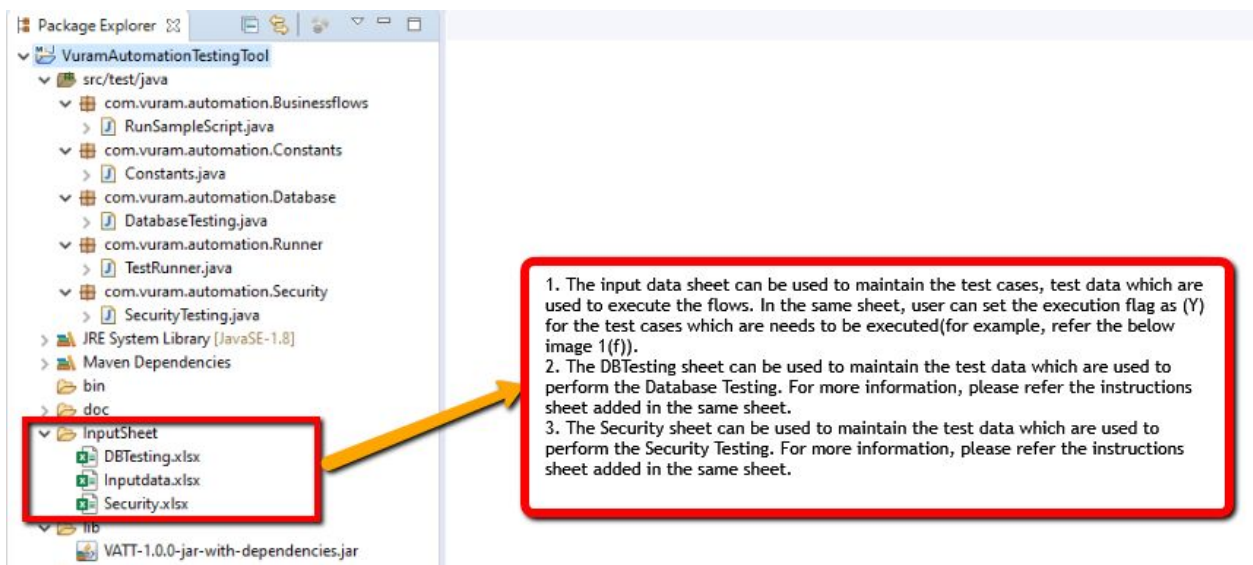 Package Explorer
VuramAutomationTestingTool
src/test/java
com.vuram.automation.Businessflows
RunSampleScript.java
com.vuram.automation.Constants
Constants.java
com.vuram.automation.Database
DatabaseTesting.java
com.vuram.automation.Runner
TestRunner.java
com.vuram.automation.Security
SecurityTesting.java
JRE System Library [JavaSE-1.8]
Maven Dependencies
bin
doc
InputSheet
DBTesting.xlsx
Inputdata.xlsx
Security.xlsx
lib
VATT-1.0.0-jar-with-dependencies.jar
1. The input data sheet can be used to maintain the test cases, test data which are
used to execute the flows. In the same sheet, user can set the execution flag as (Y)
for the test cases which are needs to be executed(for example, refer the below
image 1(f)).
2. The DBTesting sheet can be used to maintain the test data which are used to
perform the Database Testing. For more information, please refer the instructions
sheet added in the same sheet.
3. The Security sheet can be used to maintain the test data which are used to
perform the Security Testing. For more information, please refer the instructions
sheet added in the same sheet.